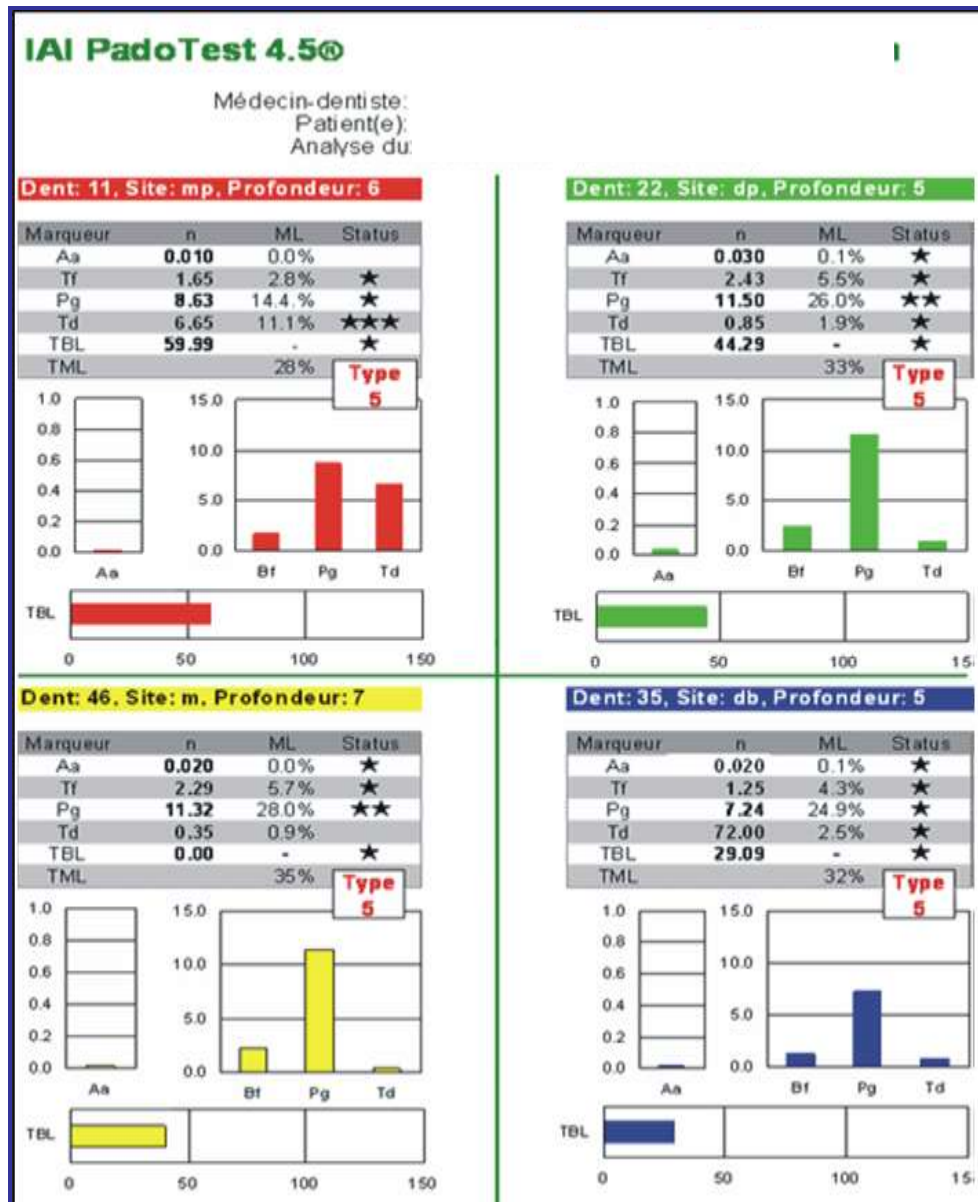 IAI PadoTest 4.5®
Médecin-dentiste:
Patient(e):
Analyse du:
Dent: 11, Site: mp, Profondeur: 6
Marqueur n ML Status
Aa 0.010 0.0%
Tf 1.65 2.8% ★
Pg 8.63 14.4.% ★
Td 6.65 11.1% ★★★
TBL 59.99 - ★
TML 28%
Type
5
1.0
0.8
0.6
0.4
0.2
0.0
Aa
15.0
10.0
5.0
0.0
Bf Pg Td
TBL
0 50 100 150
Dent: 22, Site: dp, Profondeur: 5
Marqueur n ML Status
Aa 0.030 0.1% ★
Tf 2.43 5.5% ★
Pg 11.50 26.0% ★★
Td 0.85 1.9% ★
TBL 44.29 - ★
TML 33%
Type
5
1.0
0.8
0.6
0.4
0.2
0.0
Aa
15.0
10.0
5.0
0.0
Bf Pg Td
TBL
0 50 100 15
Dent: 46, Site: m, Profondeur: 7
Marqueur n ML Status
Aa 0.020 0.0% ★
Tf 2.29 5.7% ★
Pg 11.32 28.0% ★★
Td 0.35 0.9%
TBL 0.00 - ★
TML 35%
Type
5
1.0
0.8
0.6
0.4
0.2
0.0
Aa
15.0
10.0
5.0
0.0
Bf Pg Td
TBL
0 50 100 150
Dent: 35, Site: db, Profondeur: 5
Marqueur n ML Status
Aa 0.020 0.1% ★
Tf 1.25 4.3% ★
Pg 7.24 24.9% ★
Td 72.00 2.5% ★
TBL 29.09 - ★
TML 32%
Type
5
1.0
0.8
0.6
0.4
0.2
0.0
Aa
15.0
10.0
5.0
0.0
Bf Pg Td
TBL
0 50 100 15